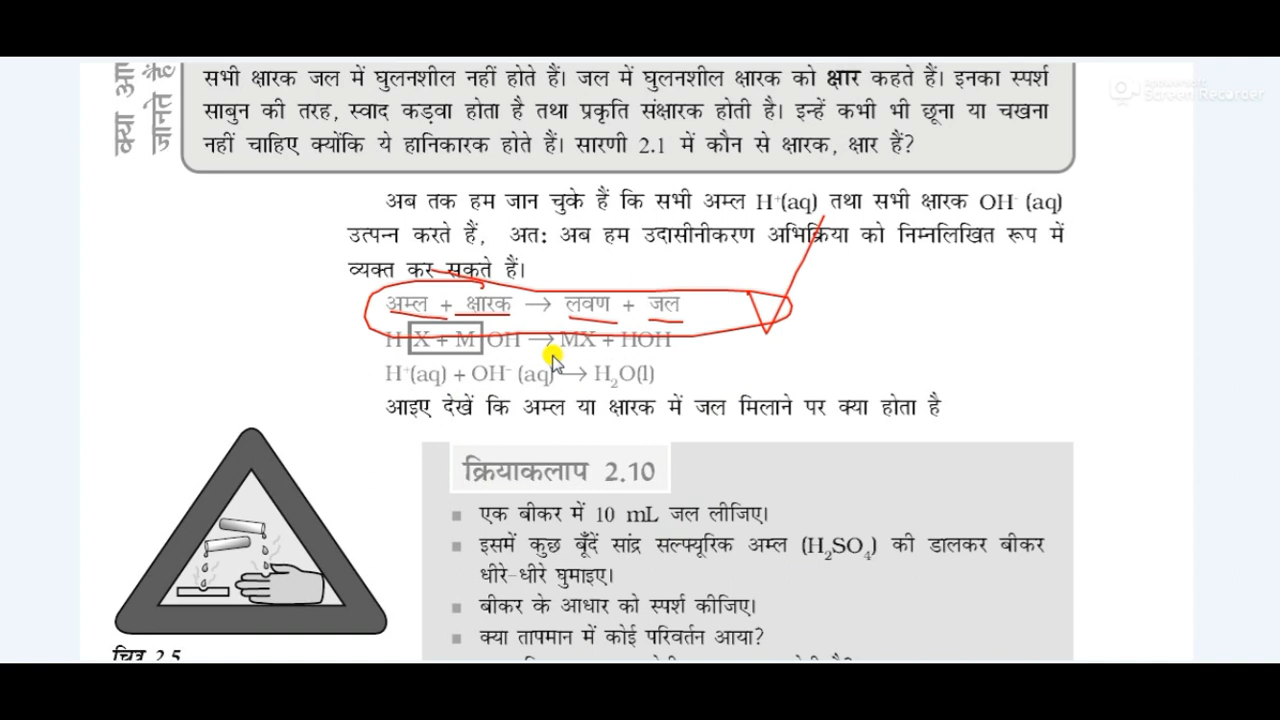 क्या आप
जानते हैं
सभी क्षारक जल में घुलनशील नहीं होते हैं। जल में घुलनशील क्षारक को क्षार कहते हैं। इनका स्पर्श
साबुन की तरह, स्वाद कड़वा होता है तथा प्रकृति संक्षारक होती है। इन्हें कभी भी छूना या चखना
नहीं चाहिए क्योंकि ये हानिकारक होते हैं। सारणी 2.1 में कौन से क्षारक, क्षार हैं?
Screen Recorder
अब तक हम जान चुके हैं कि सभी अम्ल H⁺(aq) तथा सभी क्षारक OH⁻ (aq)
उत्पन्न करते हैं, अत: अब हम उदासीनीकरण अभिक्रिया को निम्नलिखित रूप में
व्यक्त कर सकते हैं।
अम्ल + क्षारक → लवण + जल
H X + M OH → MX + HOH
H⁺(aq) + OH⁻ (aq) → H₂O(l)
आइए देखें कि अम्ल या क्षारक में जल मिलाने पर क्या होता है
क्रियाकलाप 2.10
■ एक बीकर में 10 mL जल लीजिए।
■ इसमें कुछ बूँदें सांद्र सल्फ्यूरिक अम्ल (H₂SO₄) की डालकर बीकर
धीरे-धीरे घुमाइए।
■ बीकर के आधार को स्पर्श कीजिए।
■ क्या तापमान में कोई परिवर्तन आया?
चित्र 2.5